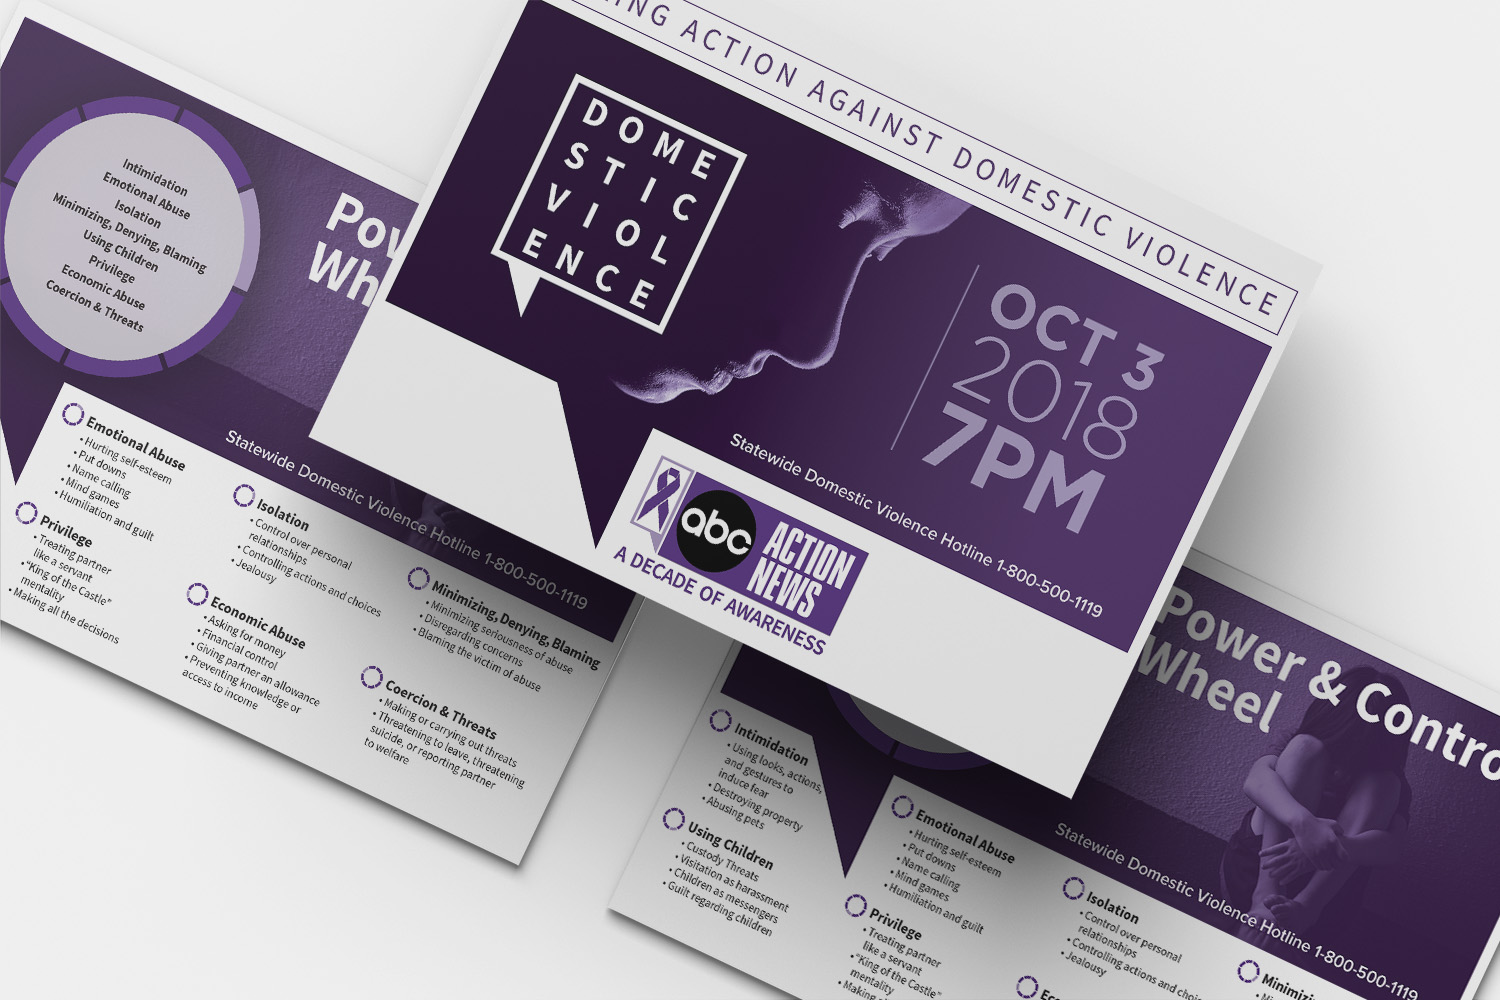 ING ACTION AGAINST DOMESTIC VIOLENCE
DOME
STIC
VIOL
ENCE
OCT 3
2018
7PM
Statewide Domestic Violence Hotline 1-800-500-1119
abc
ACTION
NEWS
A DECADE OF AWARENESS
Intimidation
Emotional Abuse
Isolation
Minimizing, Denying, Blaming
Using Children
Privilege
Economic Abuse
Coercion & Threats
Statewide Domestic Violence Hotline 1-800-500-1119
Emotional Abuse
• Hurting self-esteem
• Put downs
• Name calling
• Mind games
• Humiliation and guilt
Privilege
• Treating partner
like a servant
• "King of the Castle"
mentality
• Making all the decisions
Isolation
• Control over personal
relationships
• Controlling actions and choices
• Jealousy
Economic Abuse
• Asking for money
• Financial control
• Giving partner an allowance
• Preventing knowledge or
access to income
Minimizing, Denying, Blaming
• Minimizing seriousness of abuse
• Disregarding concerns
• Blaming the victim of abuse
Coercion & Threats
• Making or carrying out threats
• Threatening to leave, threatening
suicide, or reporting partner
to welfare
Power & Contro
Wheel
Statewide Domestic Violence Hotline 1-800-500-1119
Intimidation
• Using looks, actions,
and gestures to
induce fear
• Destroying property
• Abusing pets
Using Children
• Custody Threats
• Visitation as harassment
• Children as messengers
• Guilt regarding children
Emotional Abuse
• Hurting self-esteem
• Put downs
• Name calling
• Mind games
• Humiliation and guilt
Privilege
• Treating partner
like a servant
• "King of the Castle"
mentality
• Making
Isolation
• Control over personal
relationships
• Controlling actions and
• Jealousy